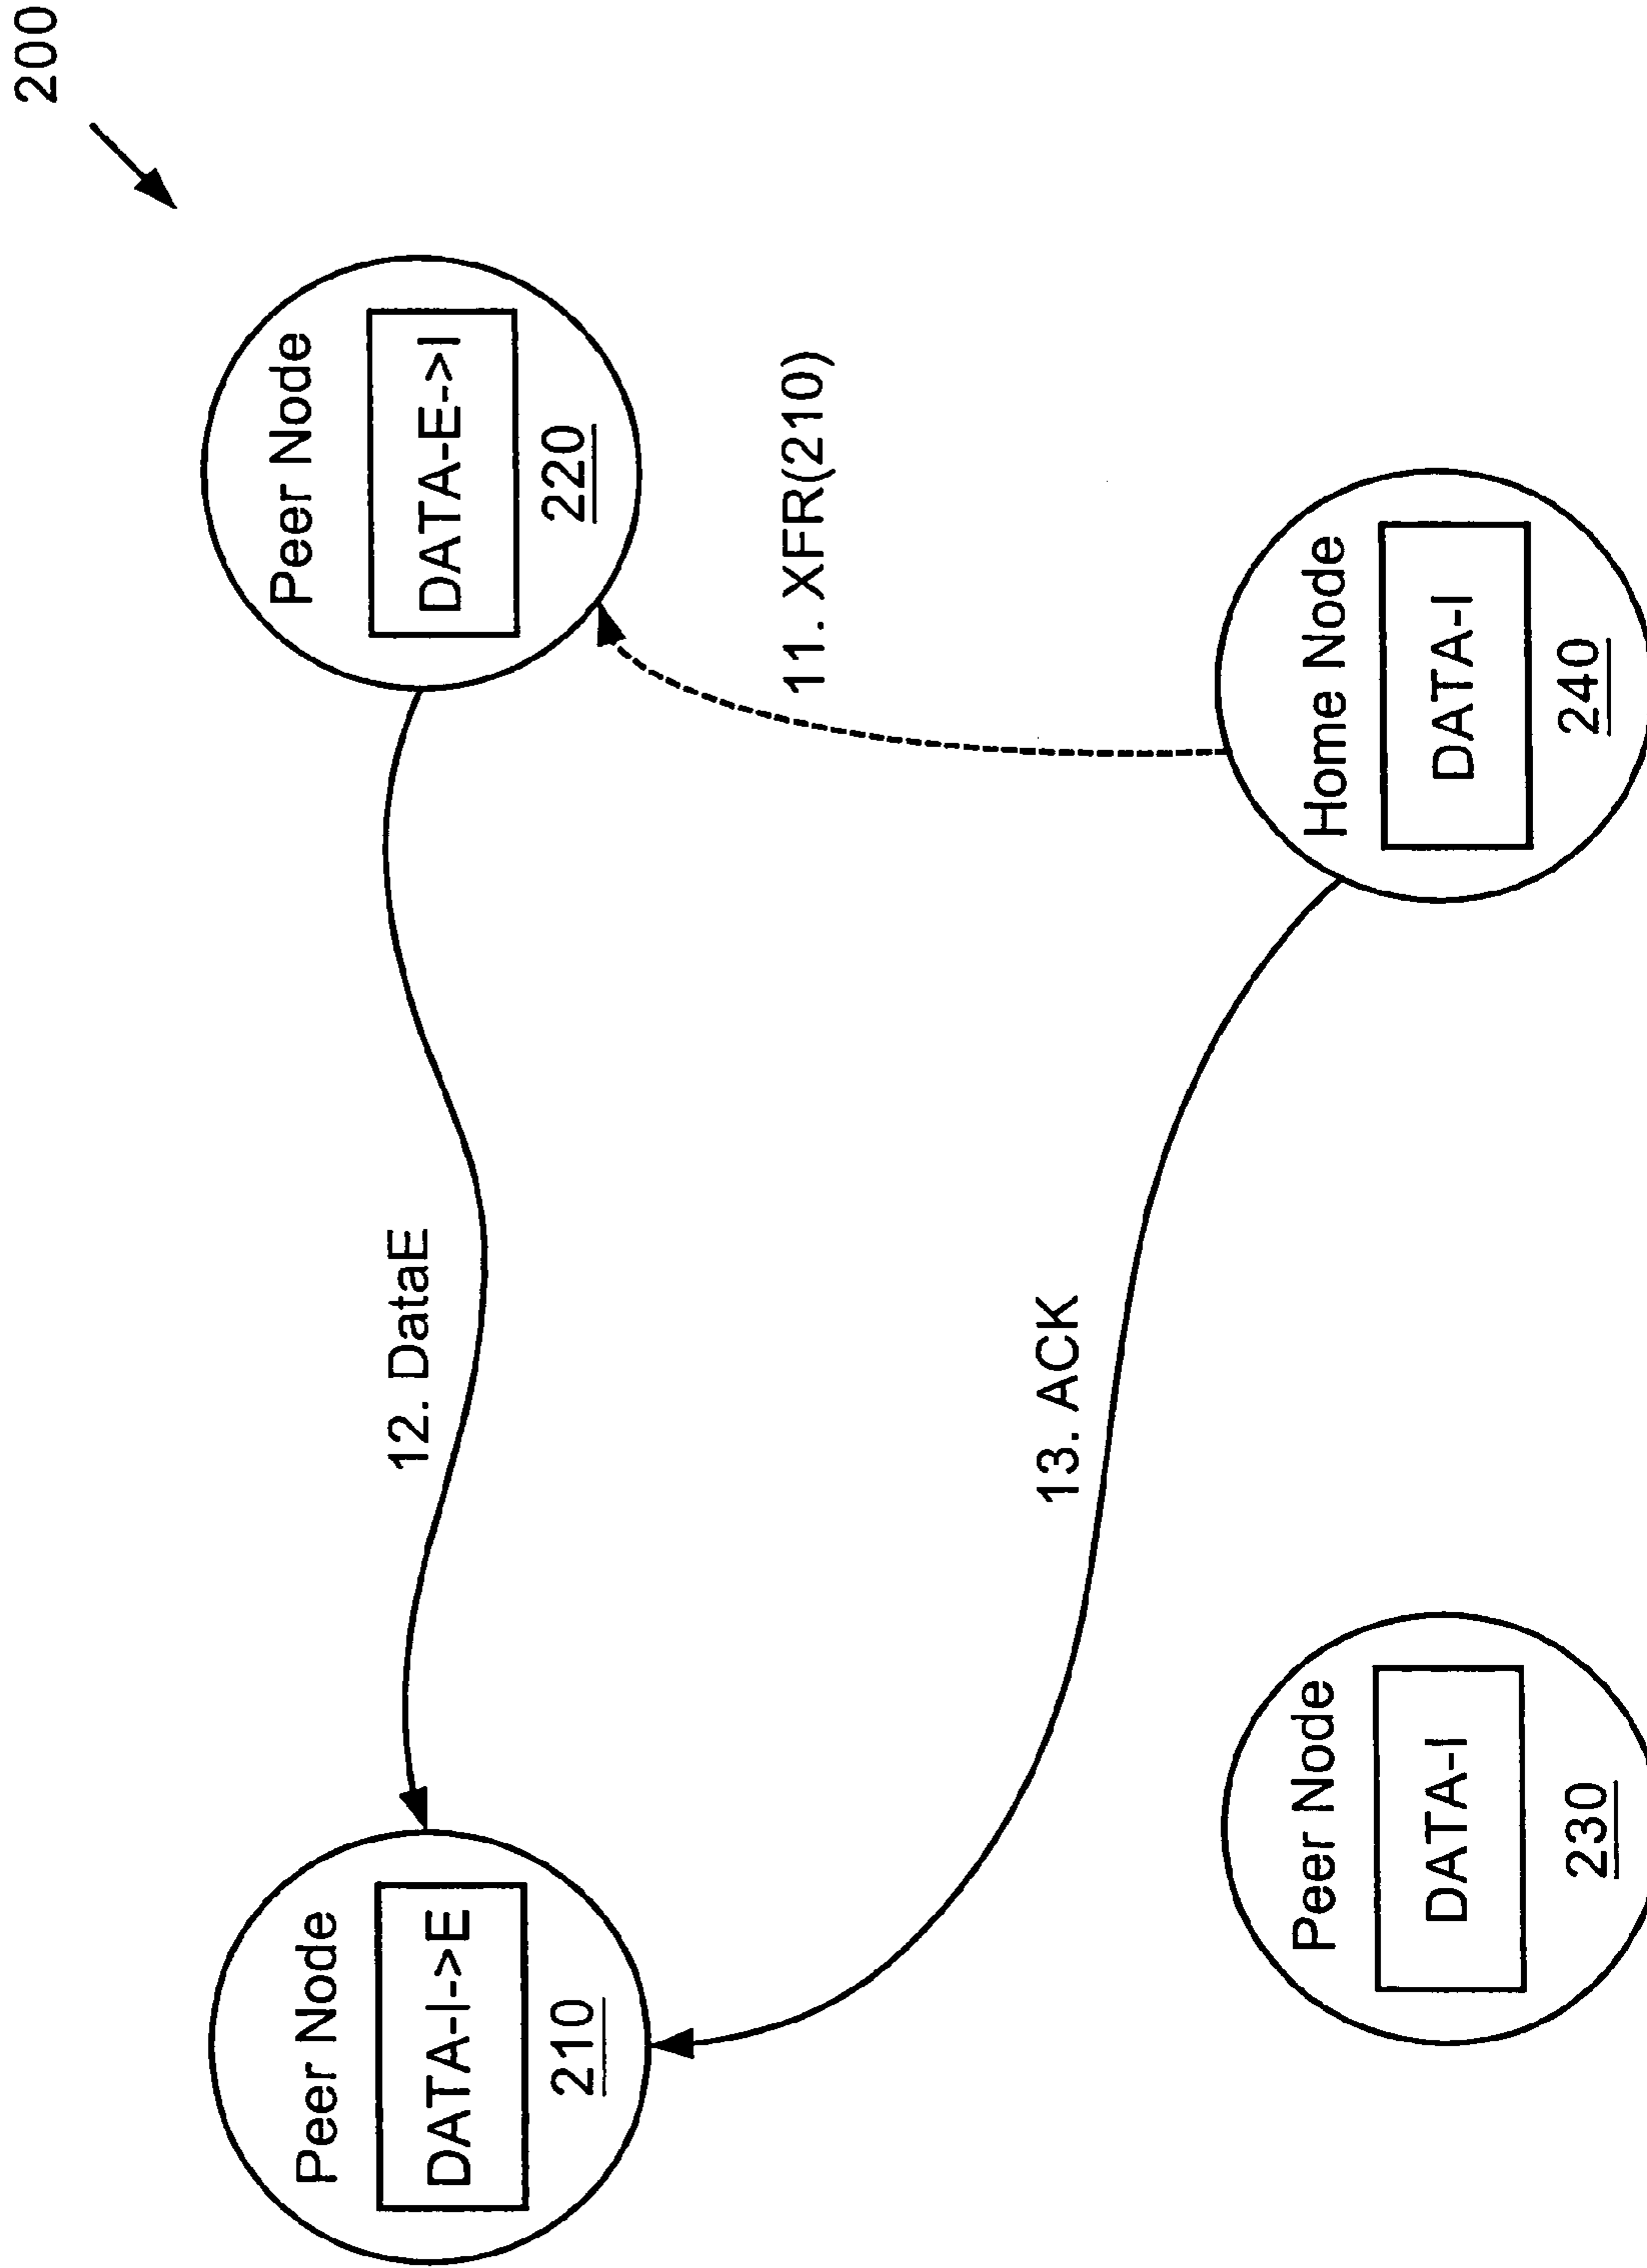 200
Peer Node
DATA-I->E
210
12. DataE
Peer Node
DATA-E->I
220
11. XFR(210)
13. ACK
Peer Node
DATA-I
230
Home Node
DATA-I
240